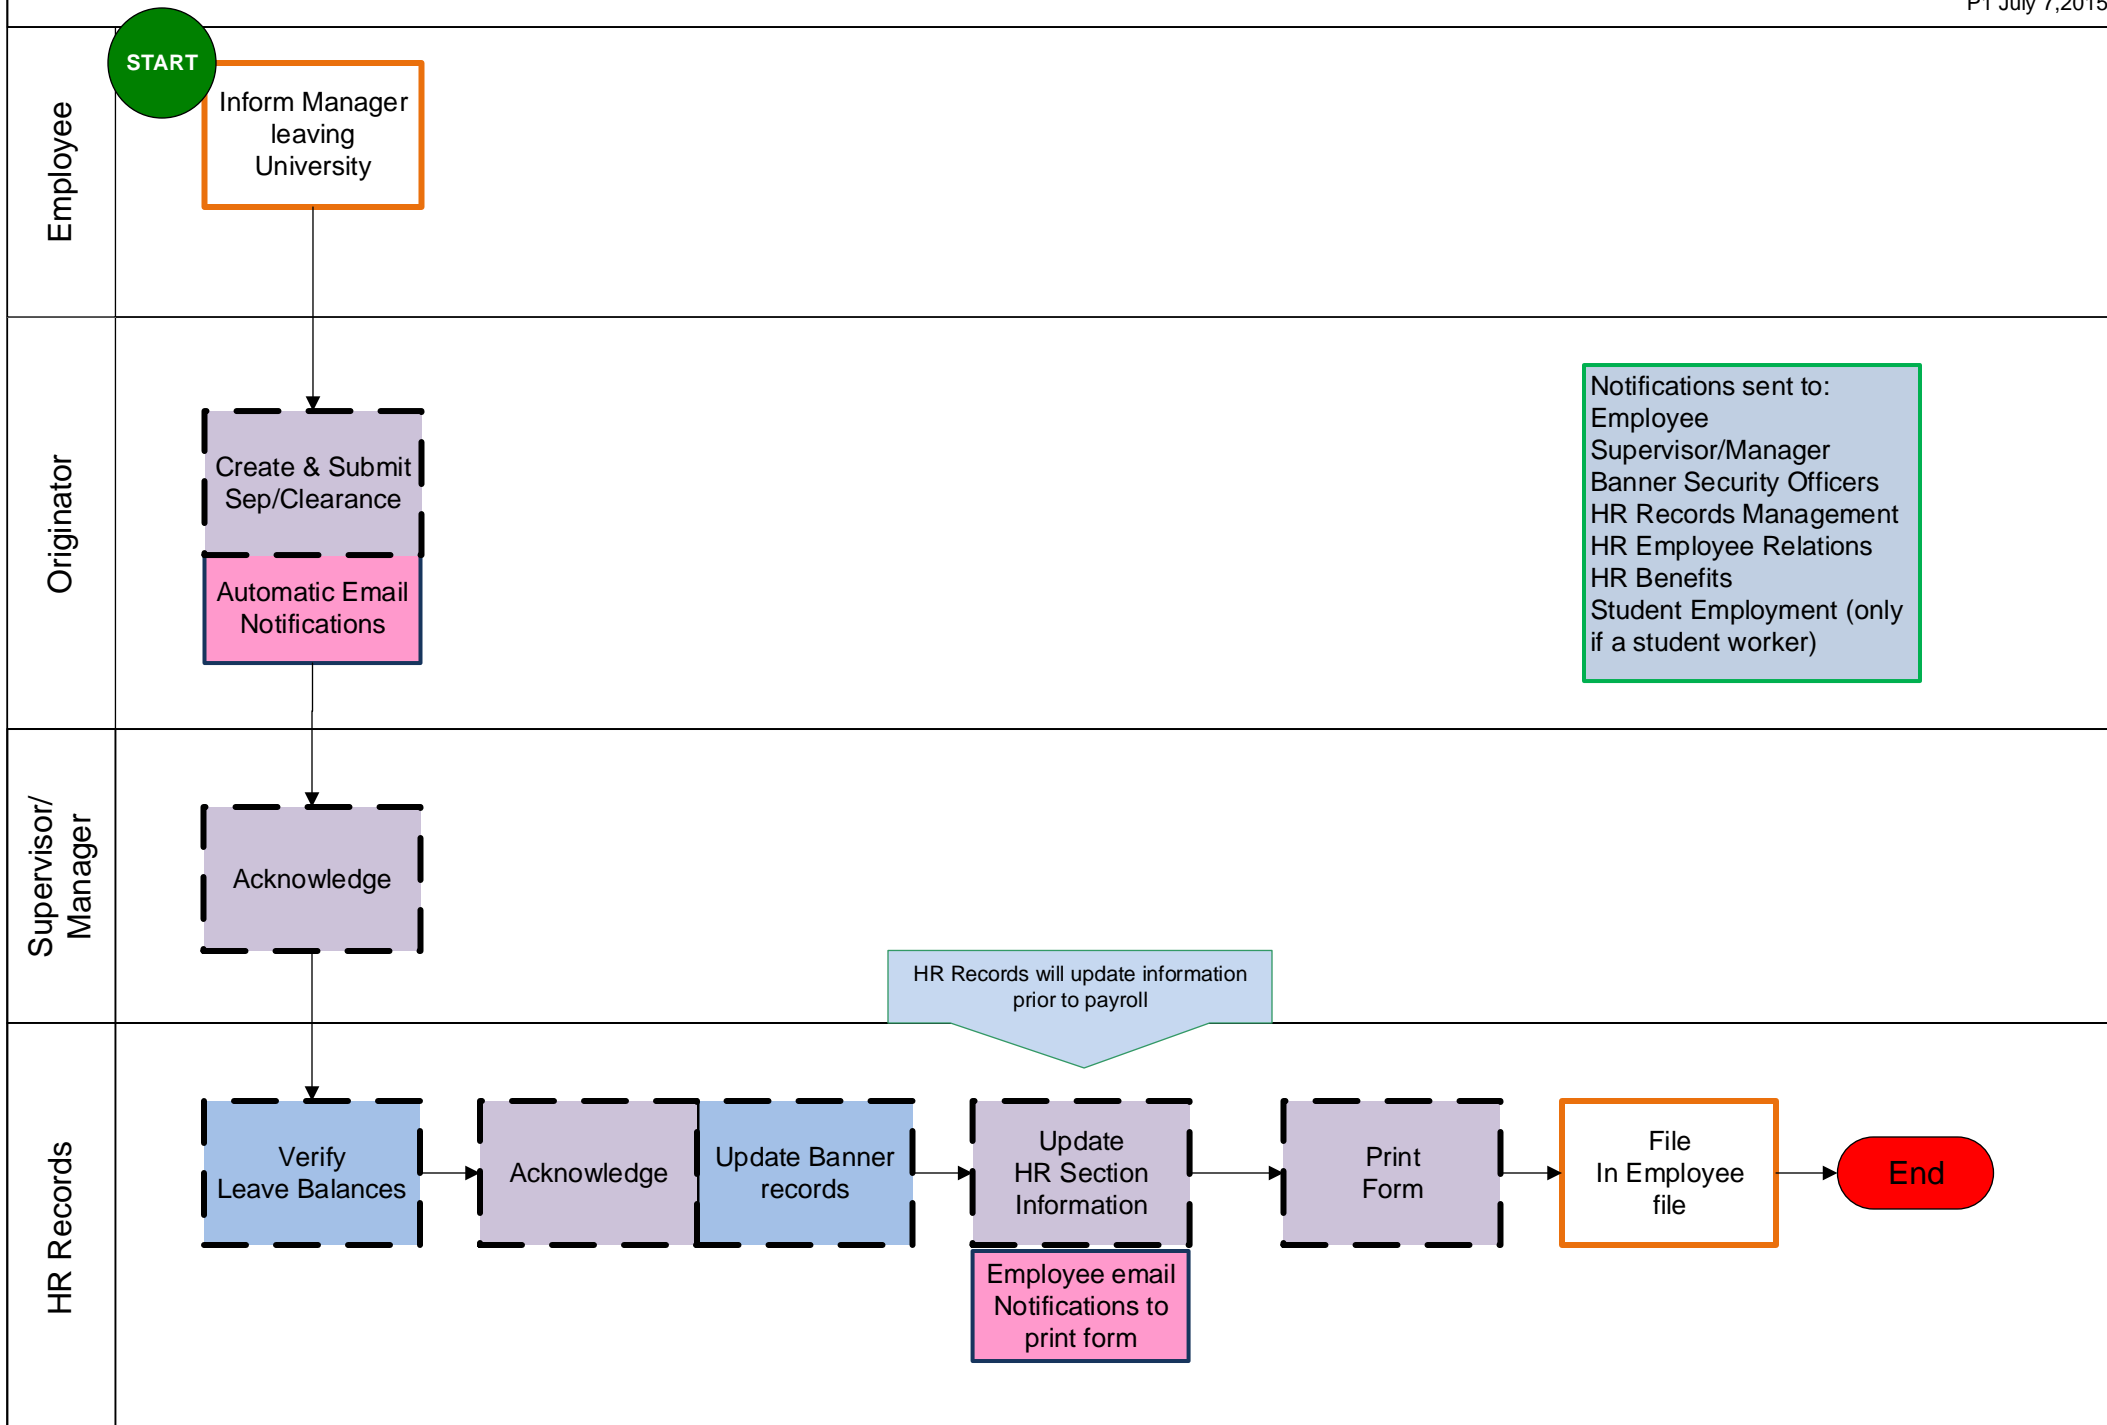 P1 July 7,2015
START
Employee
Inform Manager
leaving
University
Originator
Create & Submit
Sep/Clearance
Automatic Email
Notifications
Notifications sent to:
Employee
Supervisor/Manager
Banner Security Officers
HR Records Management
HR Employee Relations
HR Benefits
Student Employment (only
if a student worker)
Supervisor/
Manager
Acknowledge
HR Records will update information
prior to payroll
HR Records
Verify
Leave Balances
Acknowledge
Update Banner
records
Update
HR Section
Information
Employee email
Notifications to
print form
Print
Form
File
In Employee
file
End